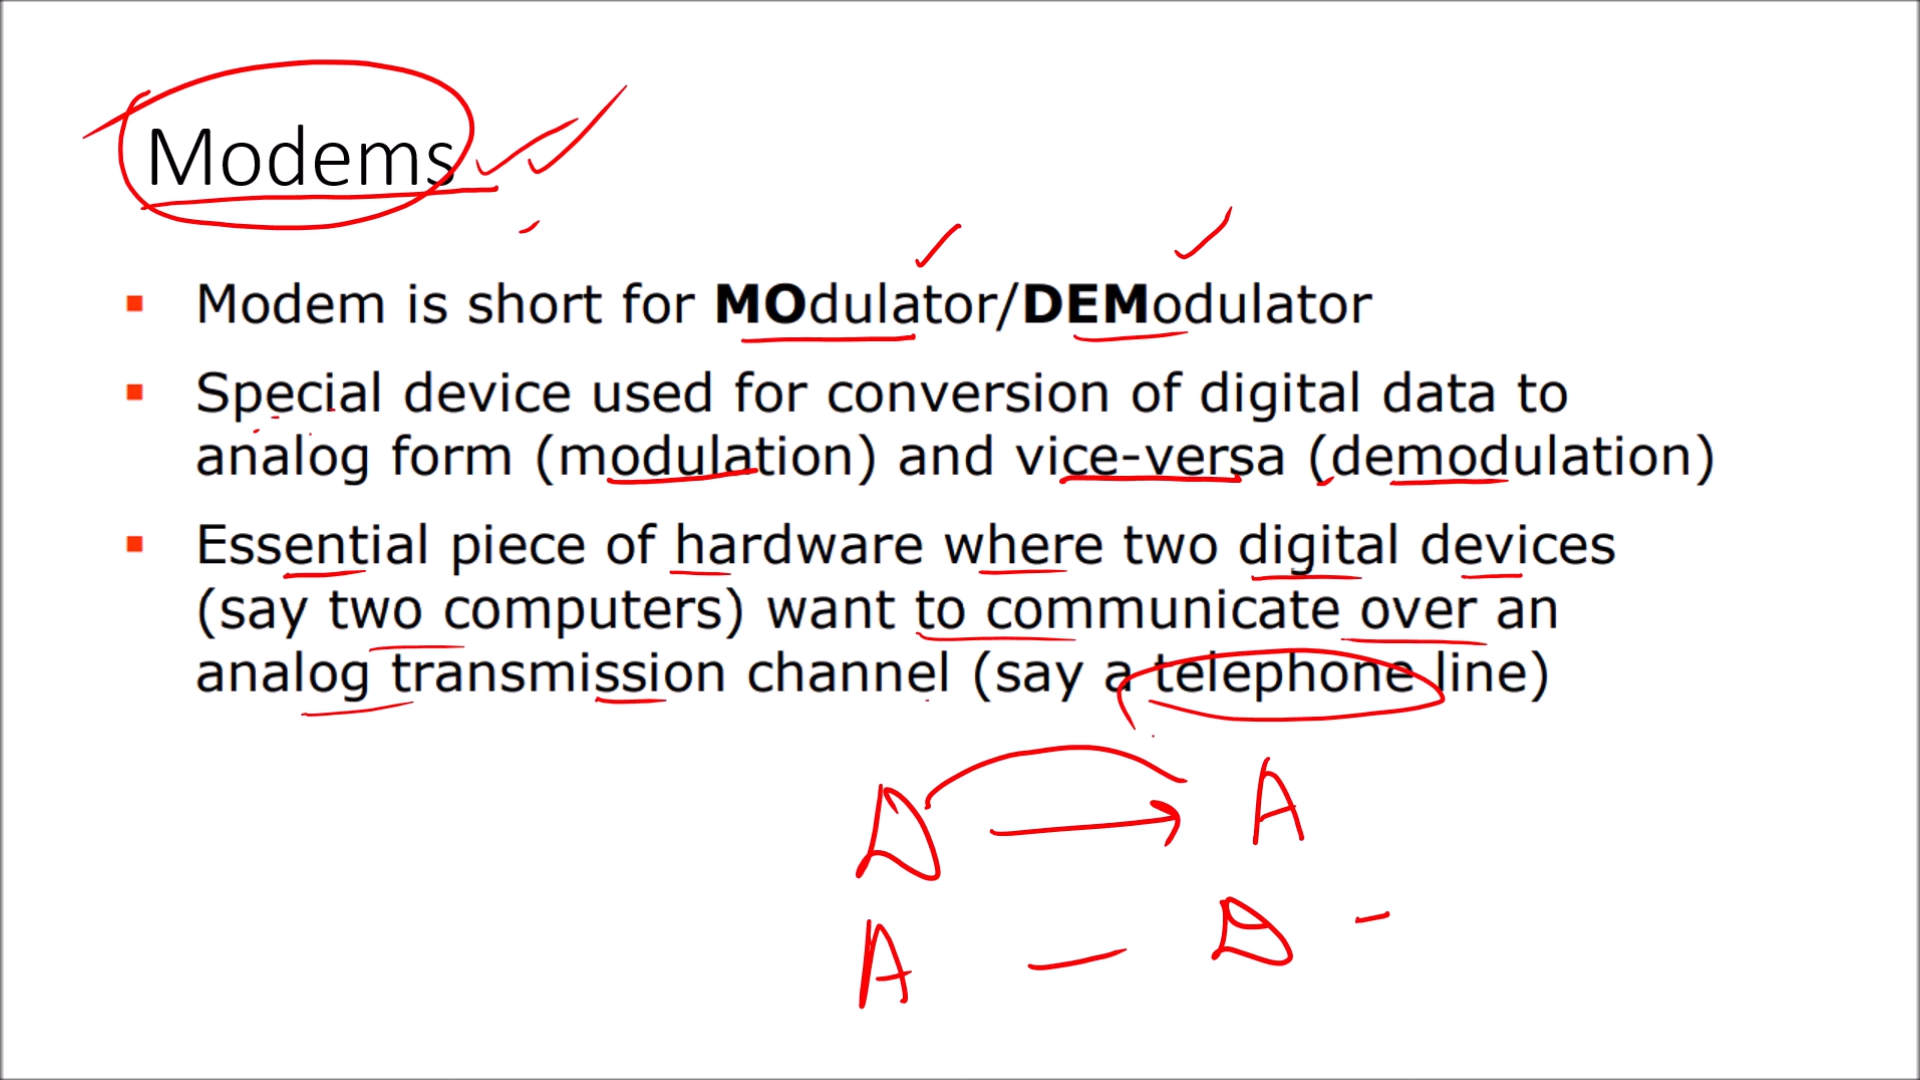 Modems
Modem is short for MOdulator/DEModulator
Special device used for conversion of digital data to
analog form (modulation) and vice-versa (demodulation)
Essential piece of hardware where two digital devices
(say two computers) want to communicate over an
analog transmission channel (say a telephone line)
D → A
A – D –